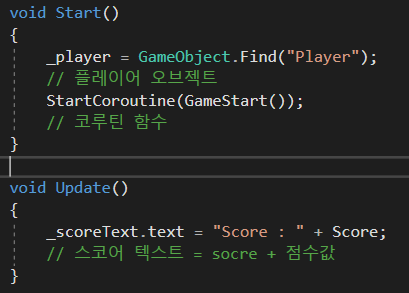 void Start()
{
_player = GameObject.Find("Player");
// 플레이어 오브젝트
StartCoroutine(GameStart());
// 코루틴 함수
}
void Update()
{
_scoreText.text = "Score : " + Score;
// 스코어 텍스트 = socre + 점수값
}